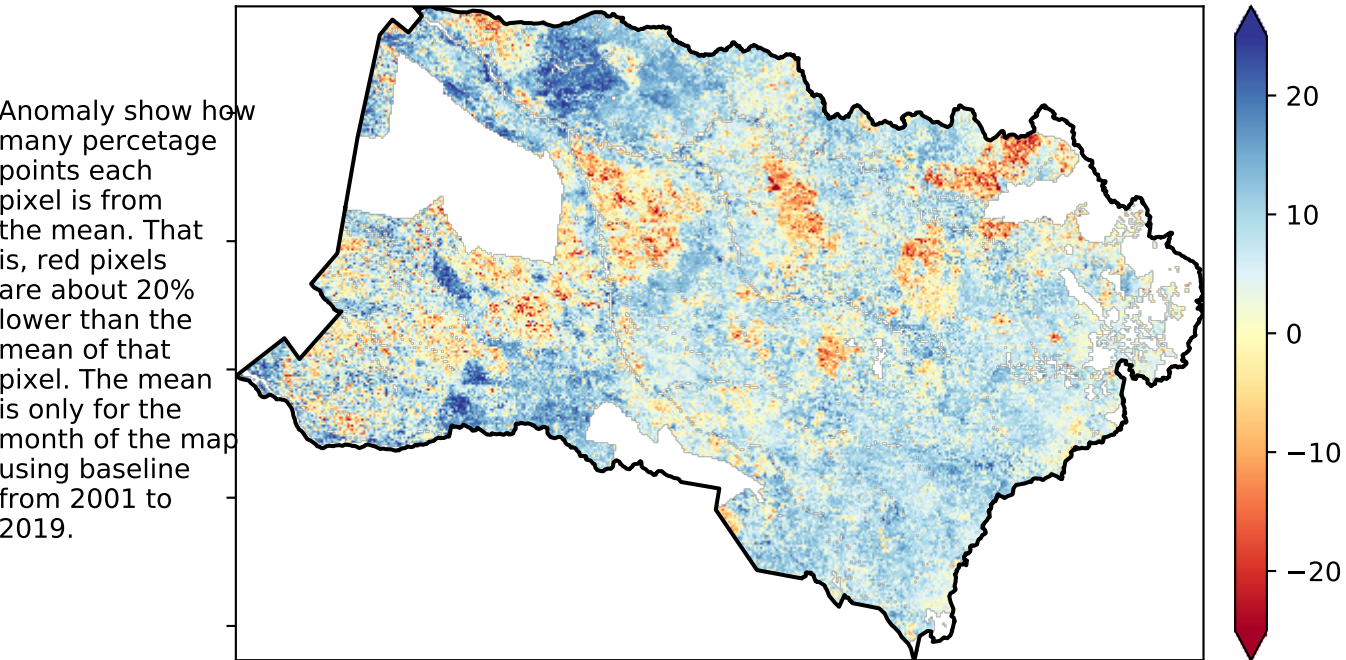 Anomaly show how
many percetage
points each
pixel is from
the mean. That
is, red pixels
are about 20%
lower than the
mean of that
pixel. The mean
is only for the
month of the map
using baseline
from 2001 to
2019.
20
10
0
−10
−20